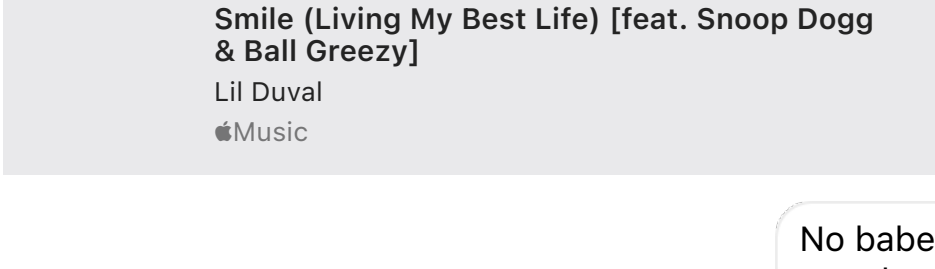 Smile (Living My Best Life) [feat. Snoop Dogg
& Ball Greezy]
Lil Duval
Music
No babe